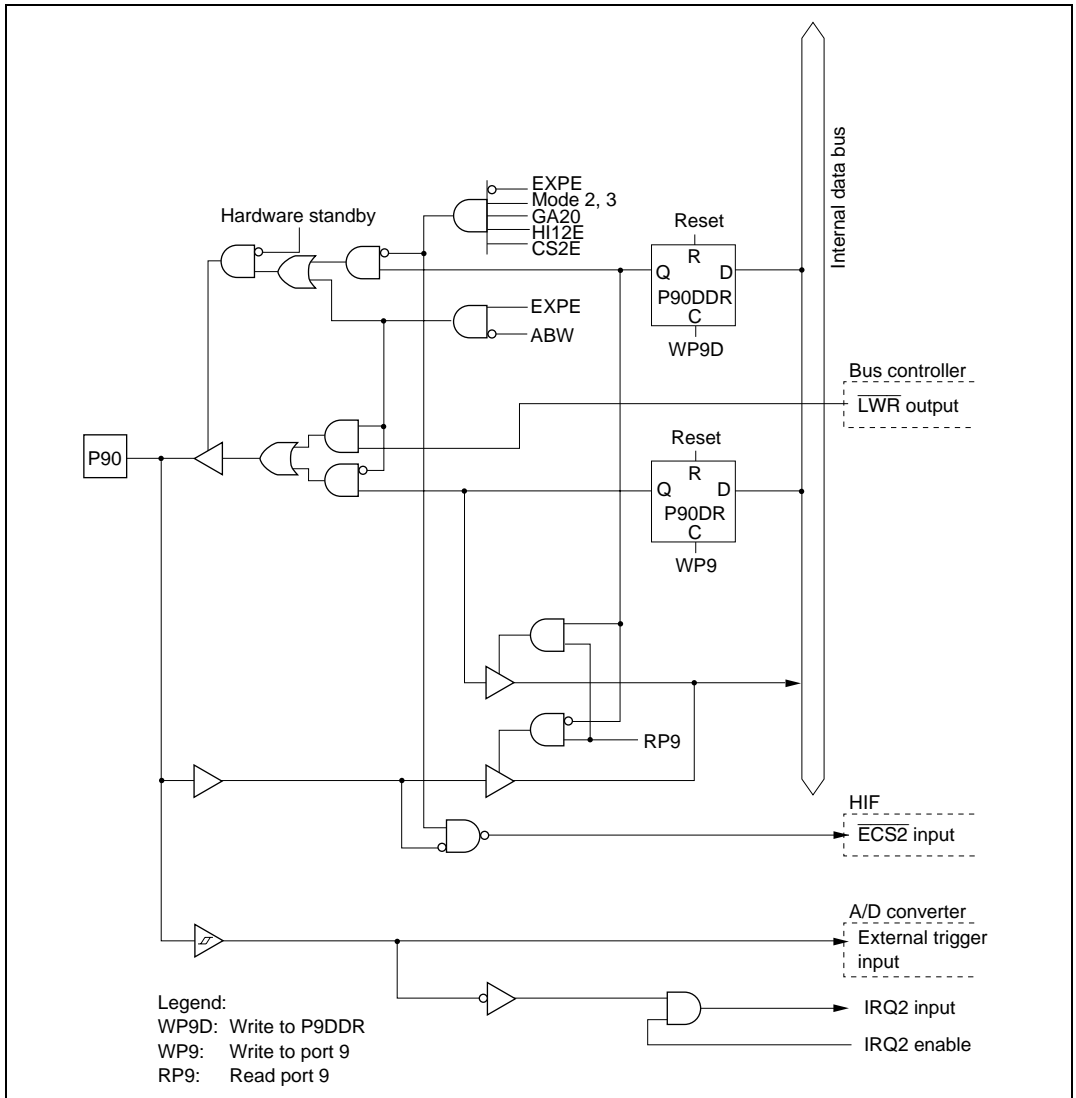 EXPE
Mode 2, 3
GA20
HI12E
CS2E
Hardware standby
Reset
R
Q D
P90DDR
C
WP9D
Internal data bus
EXPE
ABW
Bus controller
LWR output
P90
Reset
R
Q D
P90DR
C
WP9
RP9
HIF
ECS2 input
A/D converter
External trigger
input
IRQ2 input
IRQ2 enable
Legend:
WP9D: Write to P9DDR
WP9: Write to port 9
RP9: Read port 9